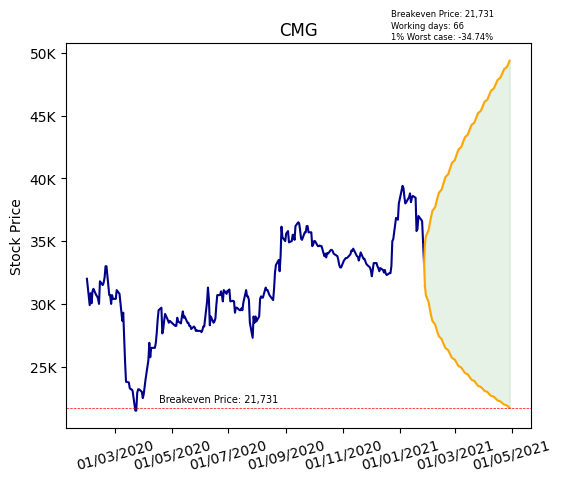 Breakeven Price: 21,731
Working days: 66
1% Worst case: -34.74%
CMG
50K
45K
40K
35K
30K
25K
Stock Price
Breakeven Price: 21,731
01/03/2020
01/05/2020
01/07/2020
01/09/2020
01/11/2020
01/01/2021
01/03/2021
01/05/2021